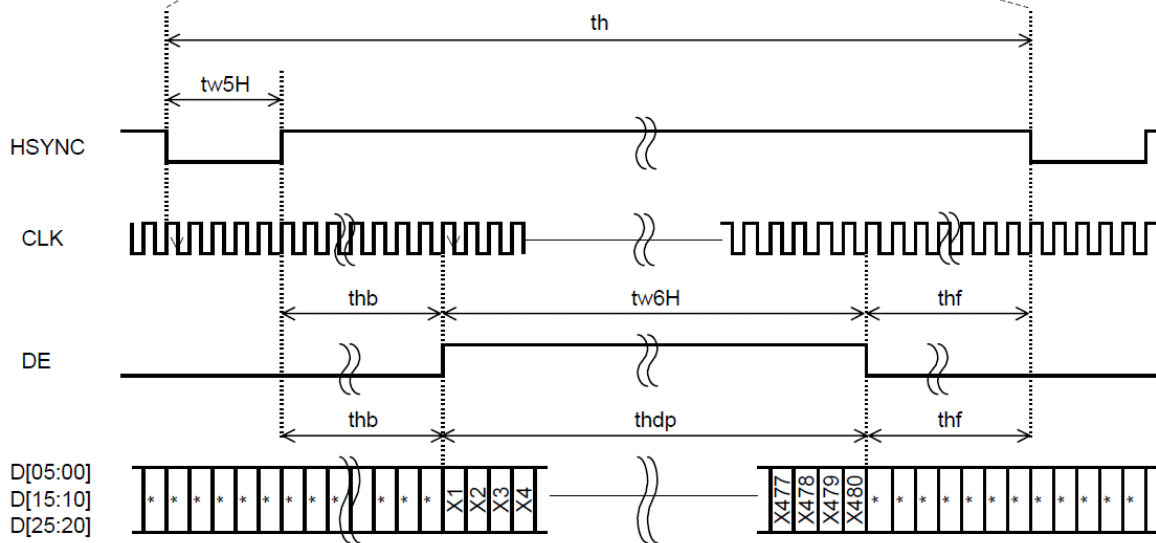 th
tw5H
HSYNC
CLK
thb tw6H thf
DE
thb thdp thf
D[05:00]
D[15:10]
D[25:20]
* * * * * * * * * * * * X1 X2 X3 X4 X477 X478 X479 X480 * * * * * * * * * * * *